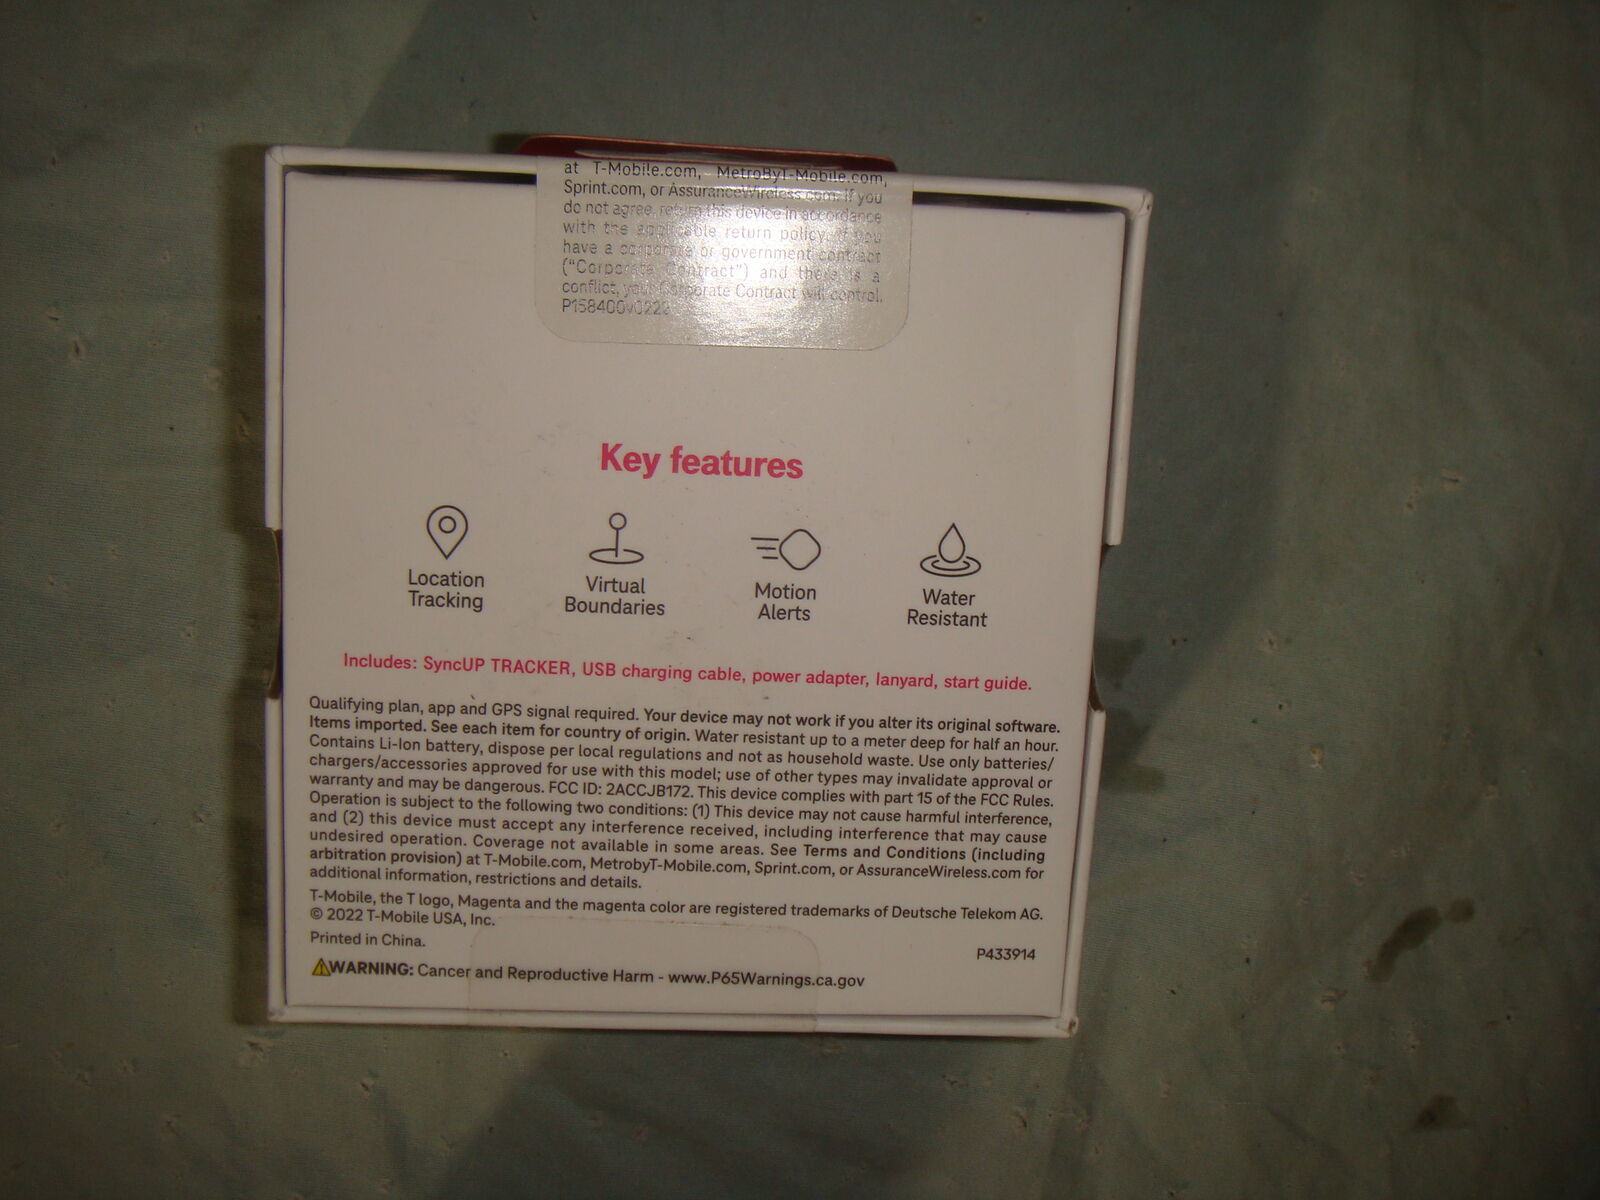 at T-Mobile.com, MetroByT-Mobile.com,
Sprint.com, or AssuranceWireless.com. If you
do not agree, return this device in accordance
with the applicable return policy. If you
have a corporate or government contract
("Corporate Contract") and there is a
conflict, your Corporate Contract will control.
P158400v0222
Key features
Location Tracking
Virtual Boundaries
Motion Alerts
Water Resistant
Includes: SyncUP TRACKER, USB charging cable, power adapter, lanyard, start guide.
Qualifying plan, app and GPS signal required. Your device may not work if you alter its original software.
Items imported. See each item for country of origin. Water resistant up to a meter deep for half an hour.
Contains Li-Ion battery, dispose per local regulations and not as household waste. Use only batteries/
chargers/accessories approved for use with this model; use of other types may invalidate approval or
warranty and may be dangerous. FCC ID: 2ACCJB172. This device complies with part 15 of the FCC Rules.
Operation is subject to the following two conditions: (1) This device may not cause harmful interference,
and (2) this device must accept any interference received, including interference that may cause
undesired operation. Coverage not available in some areas. See Terms and Conditions (including
arbitration provision) at T-Mobile.com, MetrobyT-Mobile.com, Sprint.com, or AssuranceWireless.com for
additional information, restrictions and details.
T-Mobile, the T logo, Magenta and the magenta color are registered trademarks of Deutsche Telekom AG.
© 2022 T-Mobile USA, Inc.
Printed in China.
P433914
WARNING: Cancer and Reproductive Harm - www.P65Warnings.ca.gov